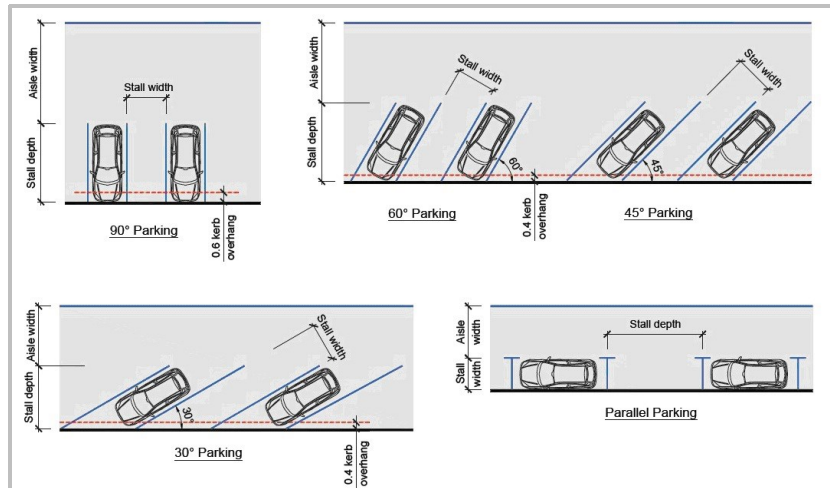 Aisle width
Stall depth
Stall width
0.6 kerb
overhang
90° Parking
Aisle width
Stall depth
Stall width
60°
60° Parking
0.4 kerb
overhang
Stall width
45°
45° Parking
Aisle width
Stall depth
Stall width
30°
30° Parking
0.4 kerb
overhang
Aisle
width
Stall
width
Stall depth
Parallel Parking